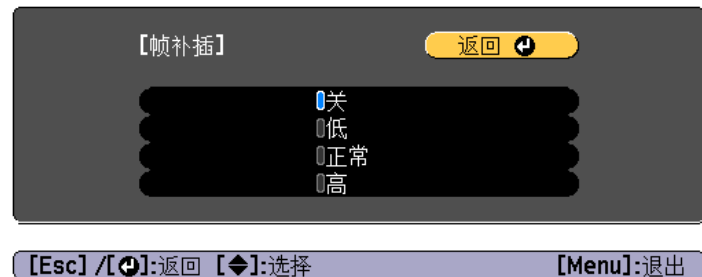 【帧补插】 返回
关
低
正常
高
[Esc] /[ ]:返回 [ ]:选择 [Menu]:退出